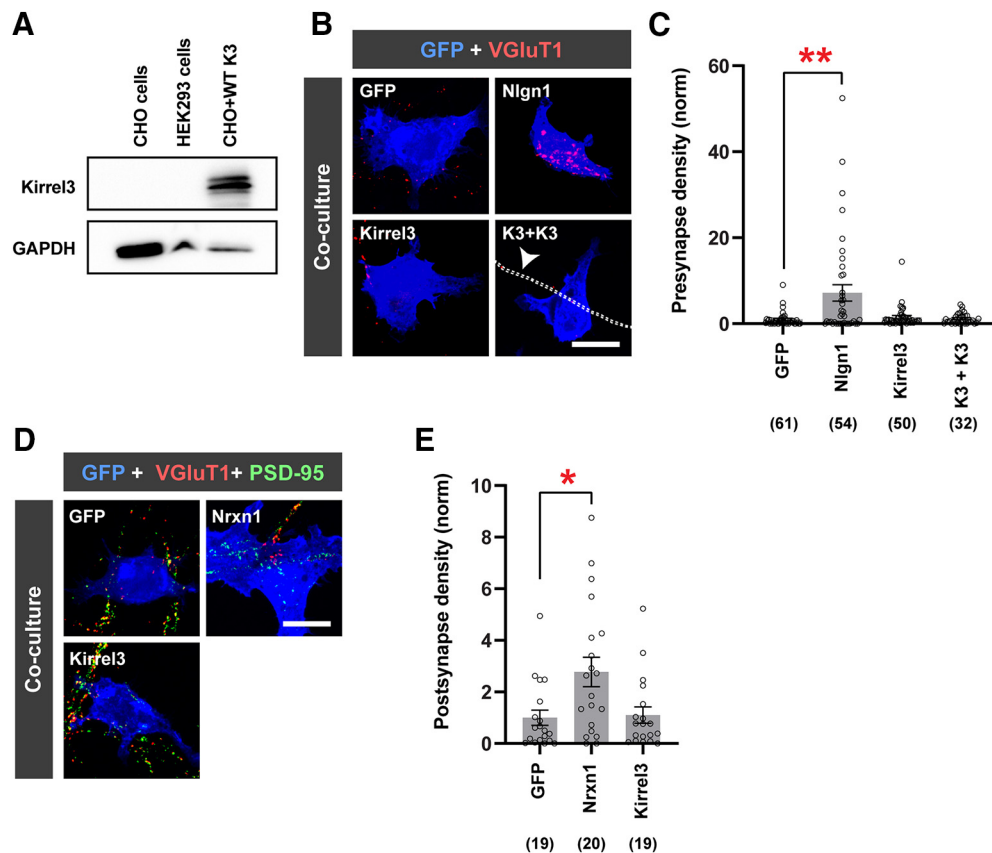 A
CHO cells
HEK293 cells
CHO+WT K3
Kirrel3
GAPDH
B
GFP + VGluT1
Co-culture
GFP
Nlgn1
Kirrel3
K3+K3
C
Presynapse density (norm)
60
40
20
0
**
GFP
Nlgn1
Kirrel3
K3 + K3
(61)
(54)
(50)
(32)
D
GFP + VGluT1+ PSD-95
Co-culture
GFP
Nrxn1
Kirrel3
E
Postsynapse density (norm)
10
8
6
4
2
0
*
GFP
Nrxn1
Kirrel3
(19)
(20)
(19)